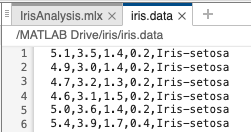 IrisAnalysis.mlx × iris.data ×
/MATLAB Drive/iris/iris.data
1 5.1,3.5,1.4,0.2,Iris-setosa
2 4.9,3.0,1.4,0.2,Iris-setosa
3 4.7,3.2,1.3,0.2,Iris-setosa
4 4.6,3.1,1.5,0.2,Iris-setosa
5 5.0,3.6,1.4,0.2,Iris-setosa
6 5.4,3.9,1.7,0.4,Iris-setosa